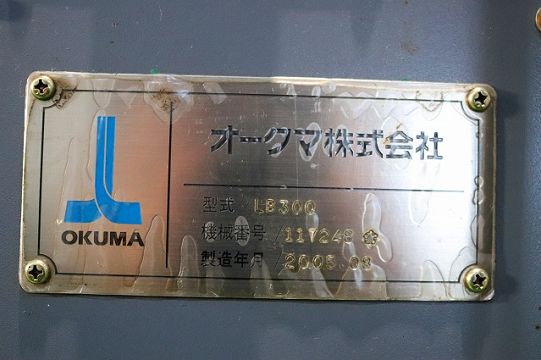 オークマ株式会社
OKUMA
型式 LB300
機械番号 117248
製造年月 2005.08